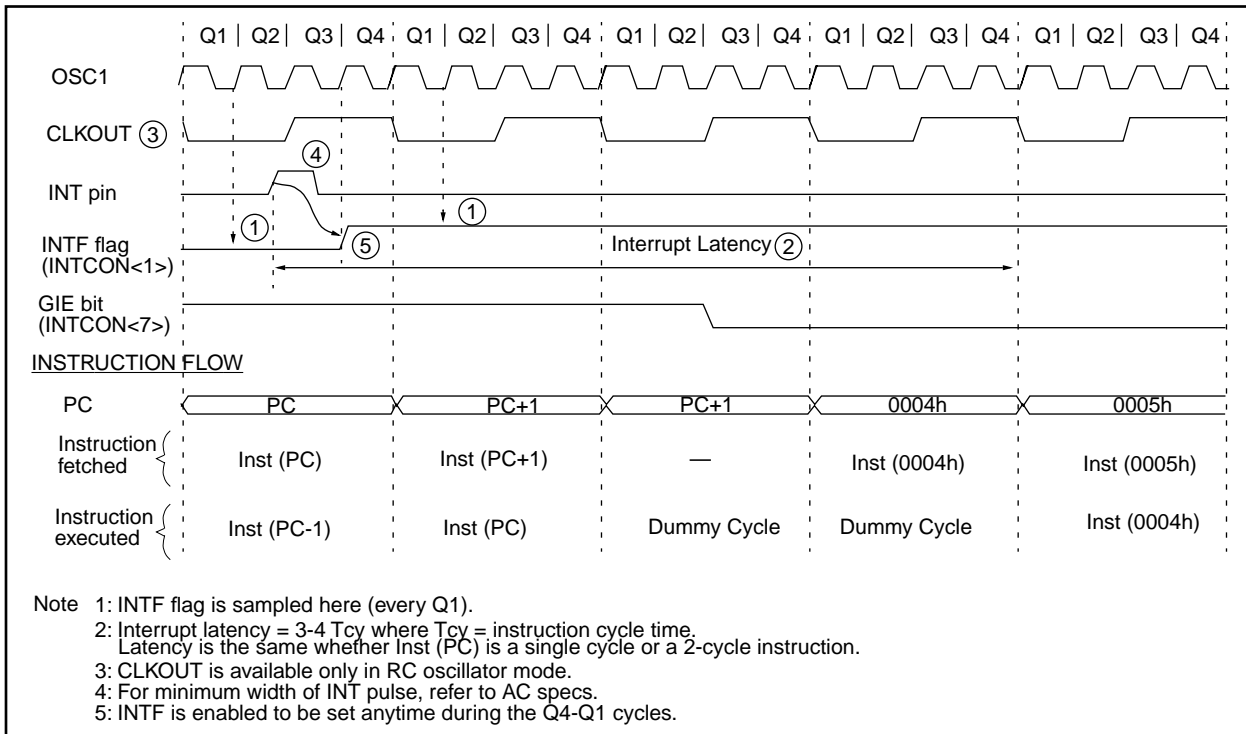 Q1 | Q2 | Q3 | Q4 Q1 | Q2 | Q3 | Q4 Q1 | Q2 | Q3 | Q4 Q1 | Q2 | Q3 | Q4 Q1 | Q2 | Q3 | Q4
OSC1
CLKOUT 3
4
INT pin
1 1
INTF flag
(INTCON<1>)
5
Interrupt Latency 2
GIE bit
(INTCON<7>)
INSTRUCTION FLOW
PC PC PC+1 PC+1 0004h 0005h
Instruction
fetched
Inst (PC) Inst (PC+1) — Inst (0004h) Inst (0005h)
Instruction
executed
Inst (PC-1) Inst (PC) Dummy Cycle Dummy Cycle Inst (0004h)
Note 1: INTF flag is sampled here (every Q1).
2: Interrupt latency = 3-4 Tcy where Tcy = instruction cycle time.
Latency is the same whether Inst (PC) is a single cycle or a 2-cycle instruction.
3: CLKOUT is available only in RC oscillator mode.
4: For minimum width of INT pulse, refer to AC specs.
5: INTF is enabled to be set anytime during the Q4-Q1 cycles.